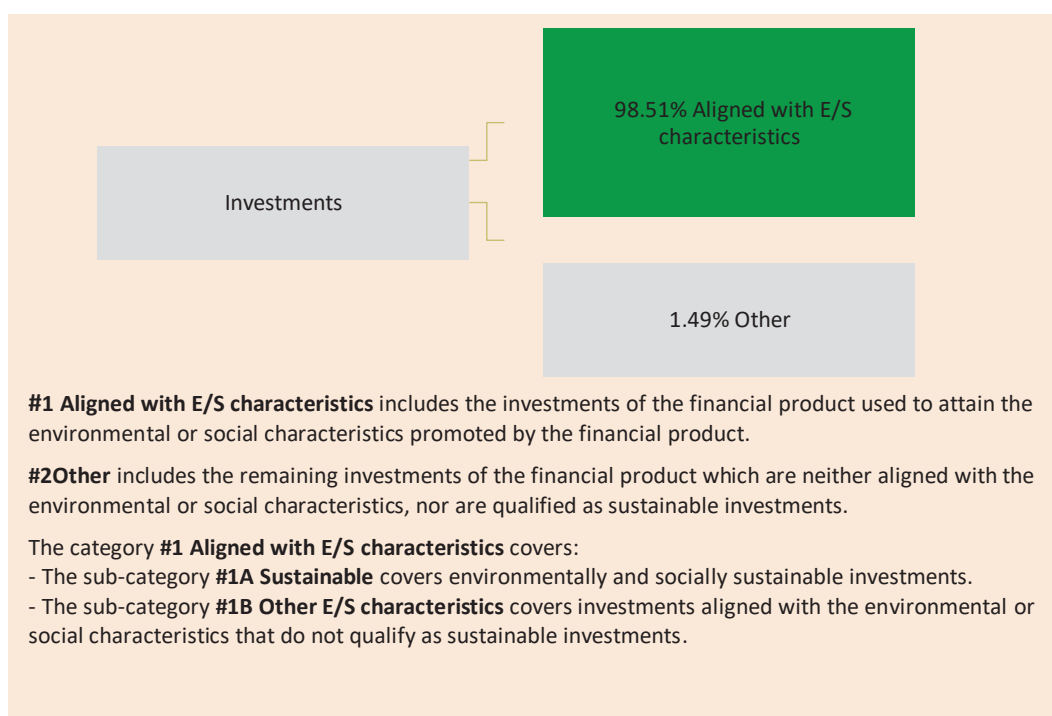 98.51% Aligned with E/S
characteristics
Investments
1.49% Other
#1 Aligned with E/S characteristics includes the investments of the financial product used to attain the
environmental or social characteristics promoted by the financial product.
#2Other includes the remaining investments of the financial product which are neither aligned with the
environmental or social characteristics, nor are qualified as sustainable investments.
The category #1 Aligned with E/S characteristics covers:
- The sub-category #1A Sustainable covers environmentally and socially sustainable investments.
- The sub-category #1B Other E/S characteristics covers investments aligned with the environmental or
social characteristics that do not qualify as sustainable investments.